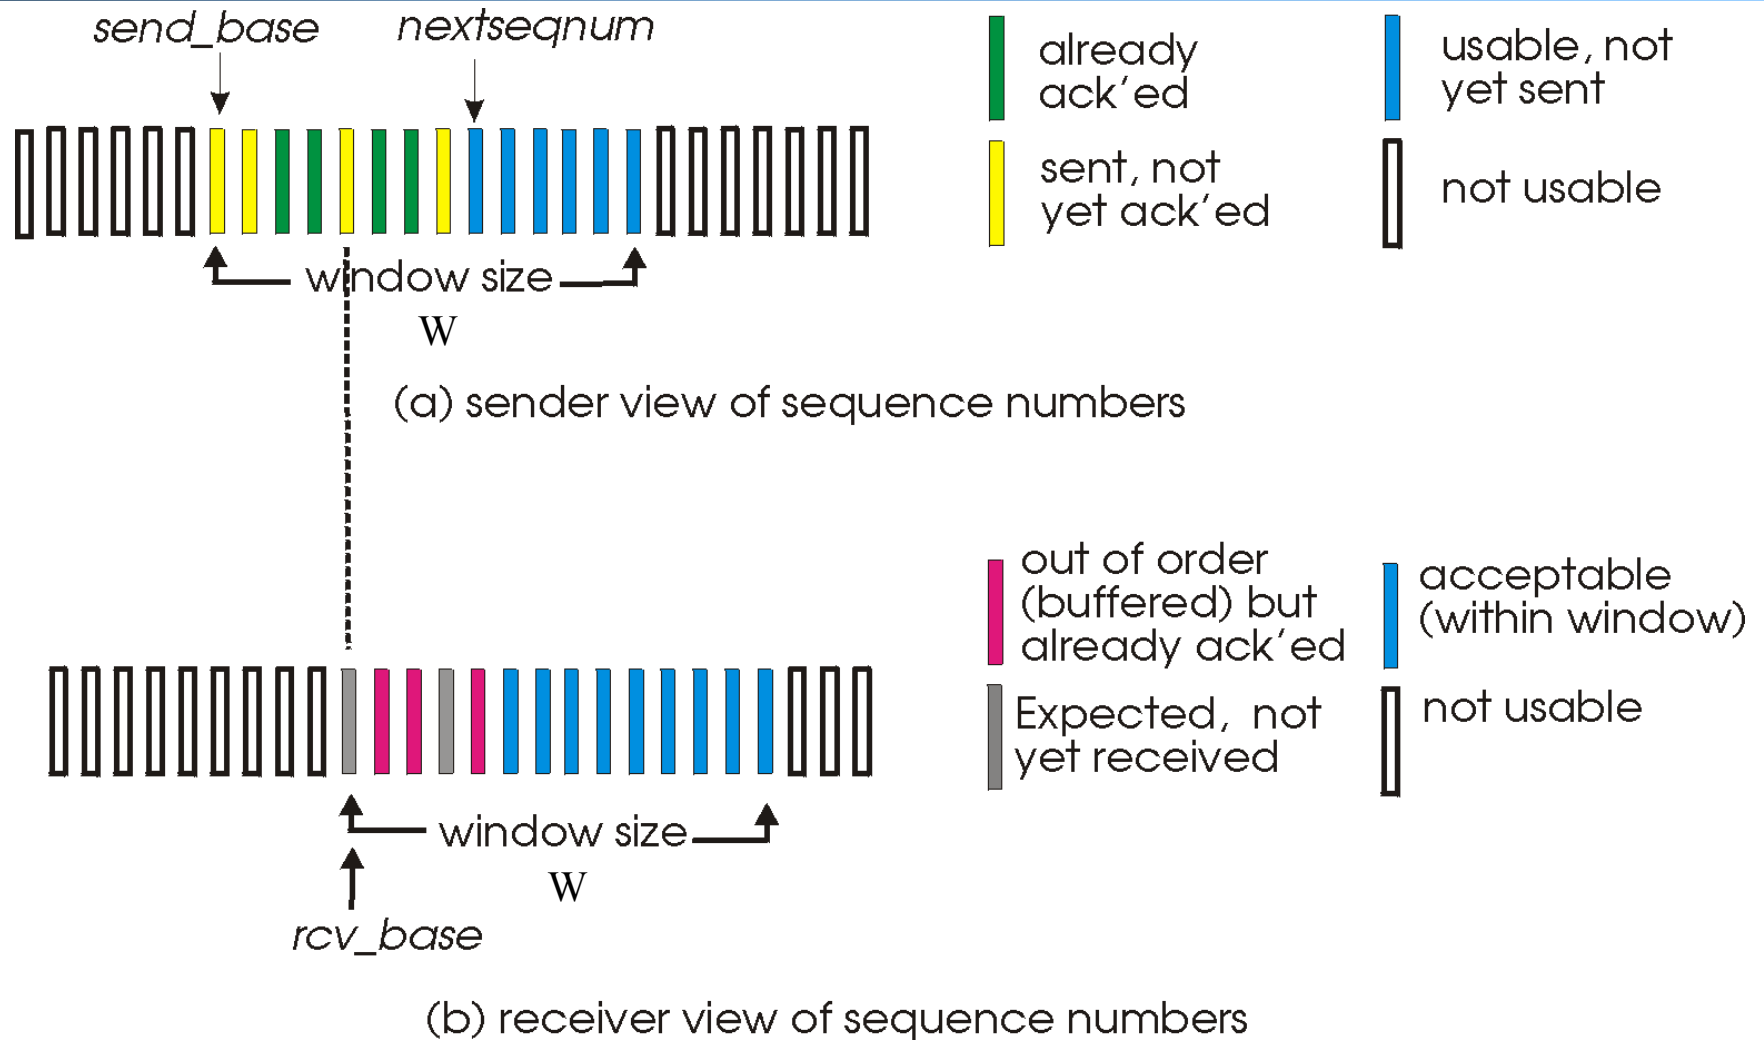 send_base
nextseqnum
already
ack'ed
usable, not
yet sent
sent, not
yet ack'ed
not usable
window size
W
(a) sender view of sequence numbers
out of order
(buffered) but
already ack'ed
acceptable
(within window)
Expected, not
yet received
not usable
window size
W
rcv_base
(b) receiver view of sequence numbers